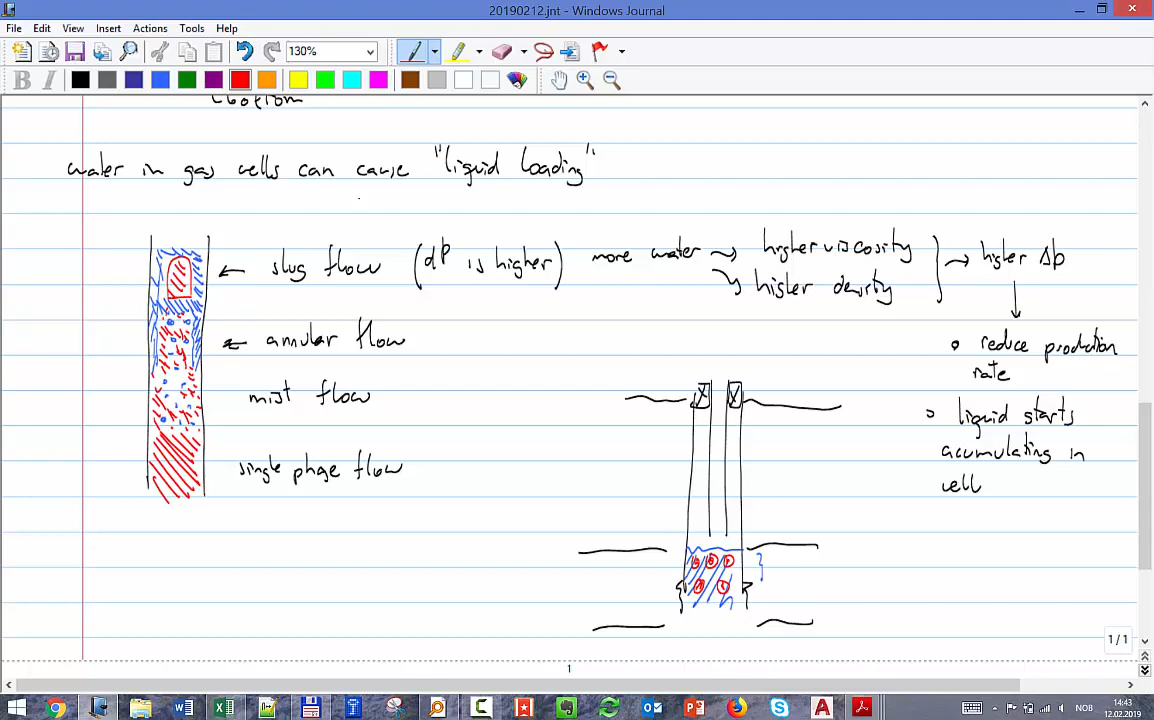 20190212.jnt - Windows Journal
File Edit View Insert Actions Tools Help
130%
B I
water in gas wells can cause "liquid loading"
slug flow (dP is higher) more water → higher viscosity
higher density
→ higher Δp
annular flow
mist flow
single phase flow
• reduce production
rate
• liquid starts
acumulating in
well
1 / 1
1
NOB
14:43
12.02.2019